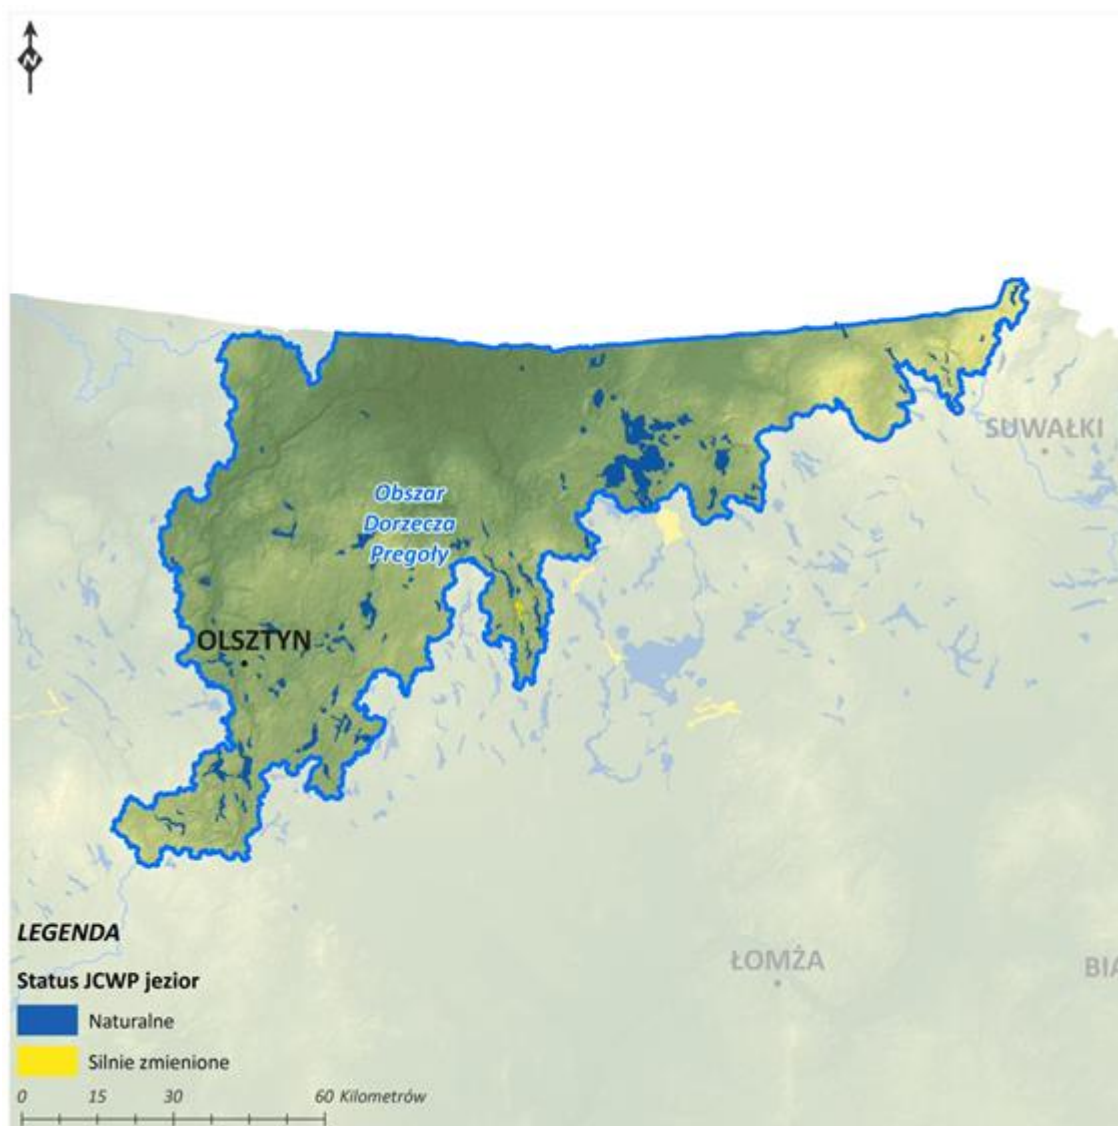 N
SUWAŁKI
Obszar
Dorzecza
Pregoły
OLSZTYN
LEGENDA
ŁOMŻA
BIA
Status JCWP jezior
Naturalne
Silnie zmienione
0 15 30 60 Kilometrów